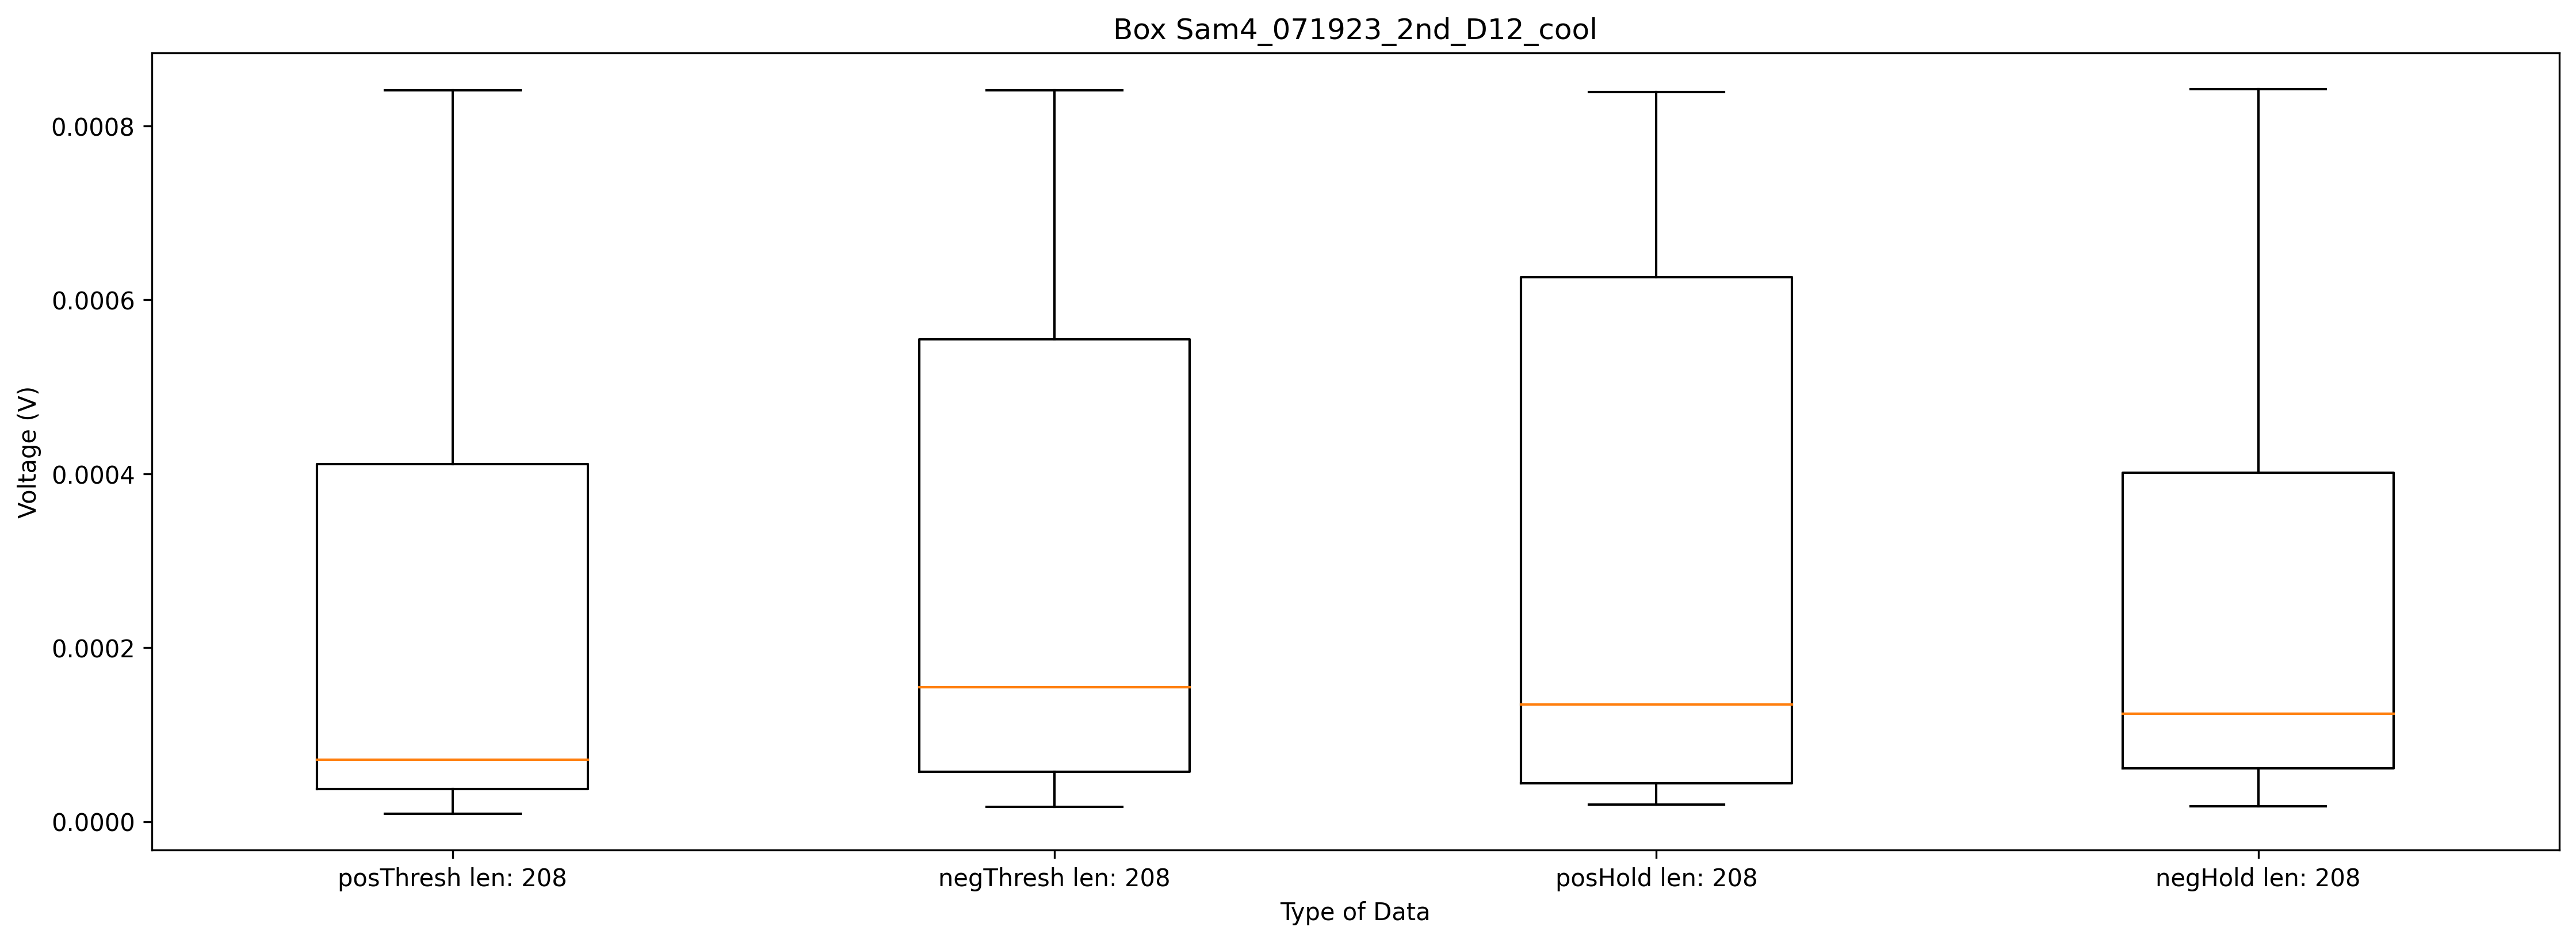 Box Sam4_071923_2nd_D12_cool
Voltage (V)
0.0008
0.0006
0.0004
0.0002
0.0000
posThresh len: 208
negThresh len: 208
posHold len: 208
negHold len: 208
Type of Data